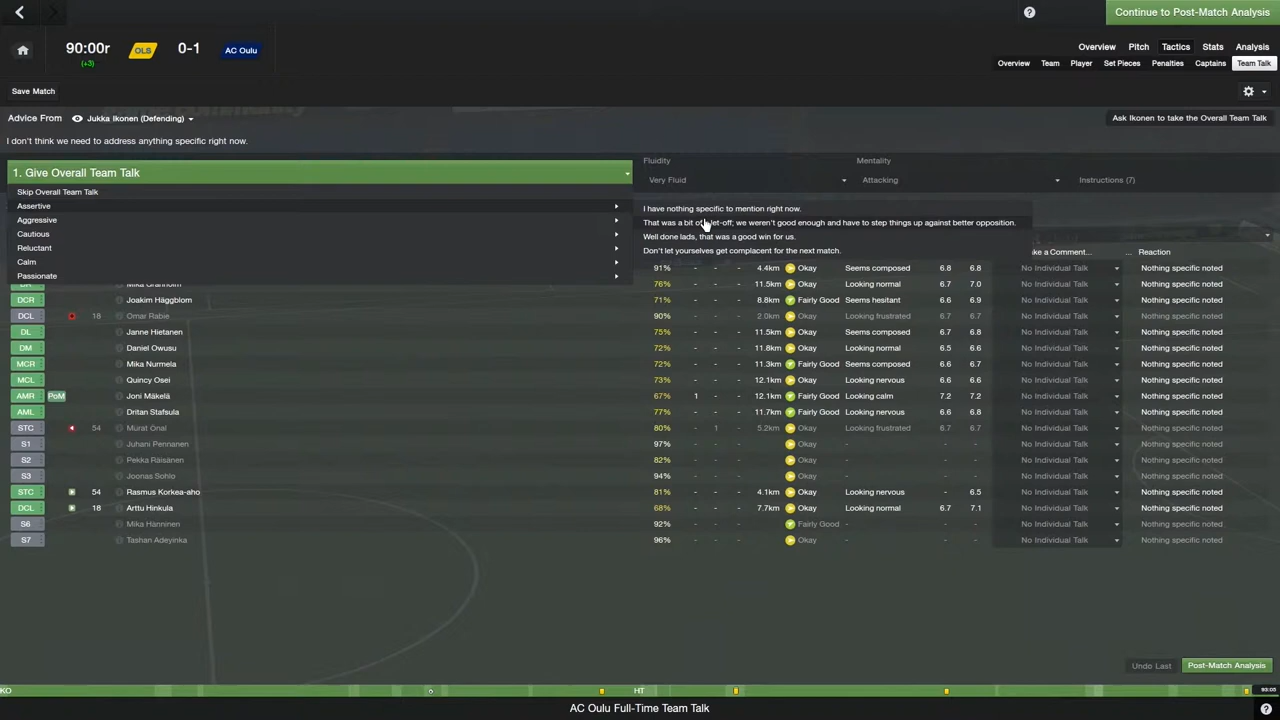 Continue to Post-Match Analysis
90:00r OLS 0-1 AC Oulu
(+3)
Overview Pitch Tactics Stats Analysis
Overview Team Player Set Pieces Penalties Captains Team Talk
Save Match
Advice From Jukka Ikonen (Defending) Ask Ikonen to take the Overall Team Talk
I don't think we need to address anything specific right now.
Fluidity Mentality
1. Give Overall Team Talk
Very Fluid Attacking Instructions (7)
Skip Overall Team Talk
Assertive
Aggressive
Cautious
Reluctant
Calm
Passionate
I have nothing specific to mention right now.
That was a bit of a let-off; we weren't good enough and have to step things up against better opposition.
Well done lads, that was a good win for us.
Don't let yourselves get complacent for the next match.
ke a Comment... ... Reaction
91% - - - 4.4km Okay Seems composed 6.8 6.8 No Individual Talk Nothing specific noted
DR Mika Granholm 76% - - - 11.5km Okay Looking normal 6.7 7.0 No Individual Talk Nothing specific noted
DCR Joakim Häggblom 71% - - - 8.8km Fairly Good Seems hesitant 6.6 6.9 No Individual Talk Nothing specific noted
DCL 18 Omar Rabie 90% - - - 2.0km Okay Looking frustrated 6.7 6.7 No Individual Talk Nothing specific noted
DL Janne Hietanen 75% - - - 11.5km Okay Seems composed 6.7 6.8 No Individual Talk Nothing specific noted
DM Daniel Owusu 72% - - - 11.8km Okay Looking normal 6.5 6.6 No Individual Talk Nothing specific noted
MCR Mika Nurmela 72% - - - 11.3km Fairly Good Seems composed 6.6 6.7 No Individual Talk Nothing specific noted
MCL Quincy Osei 73% - - - 12.1km Okay Looking nervous 6.6 6.6 No Individual Talk Nothing specific noted
AMR PoM Joni Mäkelä 67% 1 - - 12.1km Fairly Good Looking calm 7.2 7.2 No Individual Talk Nothing specific noted
AML Dritan Stafsula 77% - - - 11.7km Fairly Good Looking nervous 6.6 6.8 No Individual Talk Nothing specific noted
STC 54 Murat Önal 80% - 1 - 5.2km Okay Looking frustrated 6.7 6.7 No Individual Talk Nothing specific noted
S1 Juhani Pennanen 97% - - - Okay - - - No Individual Talk Nothing specific noted
S2 Pekka Räisänen 82% - - - Okay - - - No Individual Talk Nothing specific noted
S3 Joonas Sohlo 94% - - - Okay - - - No Individual Talk Nothing specific noted
STC 54 Rasmus Korkea-aho 81% - - - 4.1km Okay Looking nervous - 6.5 No Individual Talk Nothing specific noted
DCL 18 Arttu Hinkula 68% - - - 7.7km Okay Looking normal 6.7 7.1 No Individual Talk Nothing specific noted
S6 Mika Hänninen 92% - - - Fairly Good - - - No Individual Talk Nothing specific noted
S7 Tashan Adeyinka 96% - - - Okay - - - No Individual Talk Nothing specific noted
Undo Last Post-Match Analysis
KO HT 93:05
AC Oulu Full-Time Team Talk